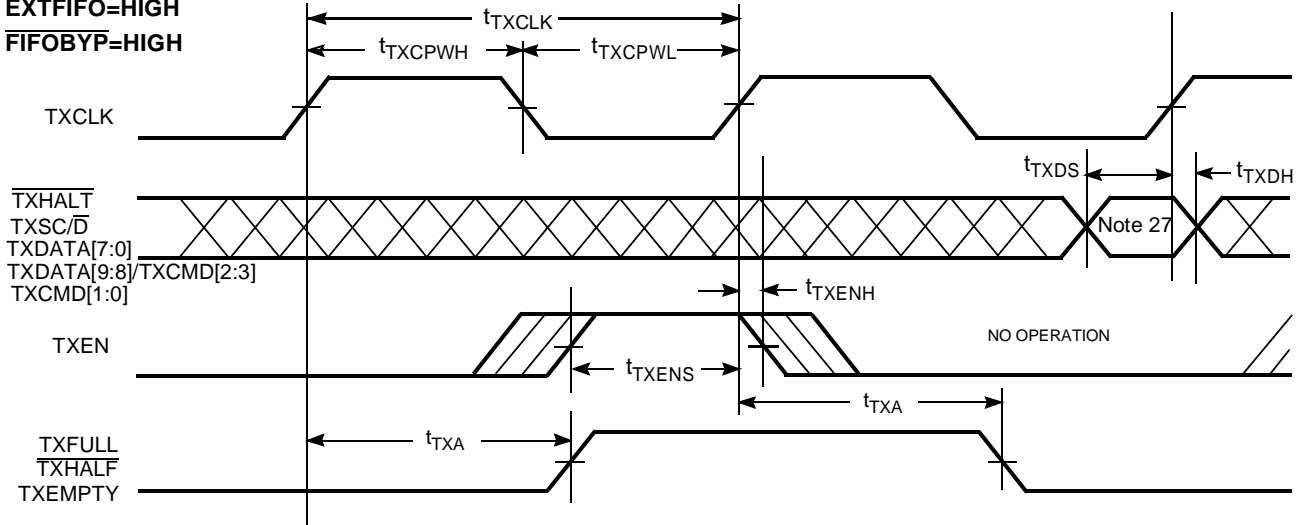 EXTFIFO=HIGH
FIFOBYP=HIGH
tTXCLK
tTXCPWH
tTXCPWL
TXCLK
tTXDS
tTXDH
TXHALT
TXSC/D
TXDATA[7:0]
TXDATA[9:8]/TXCMD[2:3]
TXCMD[1:0]
Note 27
tTXENH
TXEN
NO OPERATION
tTXENS
tTXA
tTXA
TXFULL
TXHALF
TXEMPTY